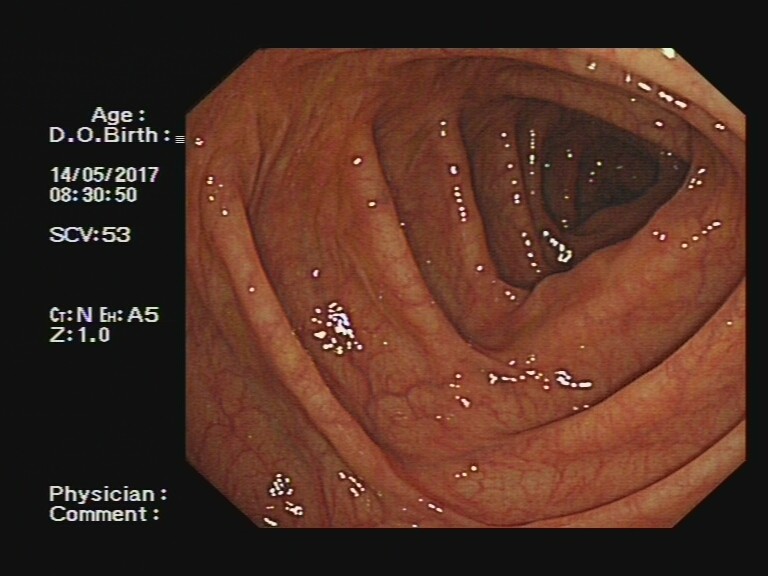 Age:
D.O.Birth:
14/05/2017
08:30:50
SCV:53
Ct:N Eh:A5
Z:1.0
Physician:
Comment: